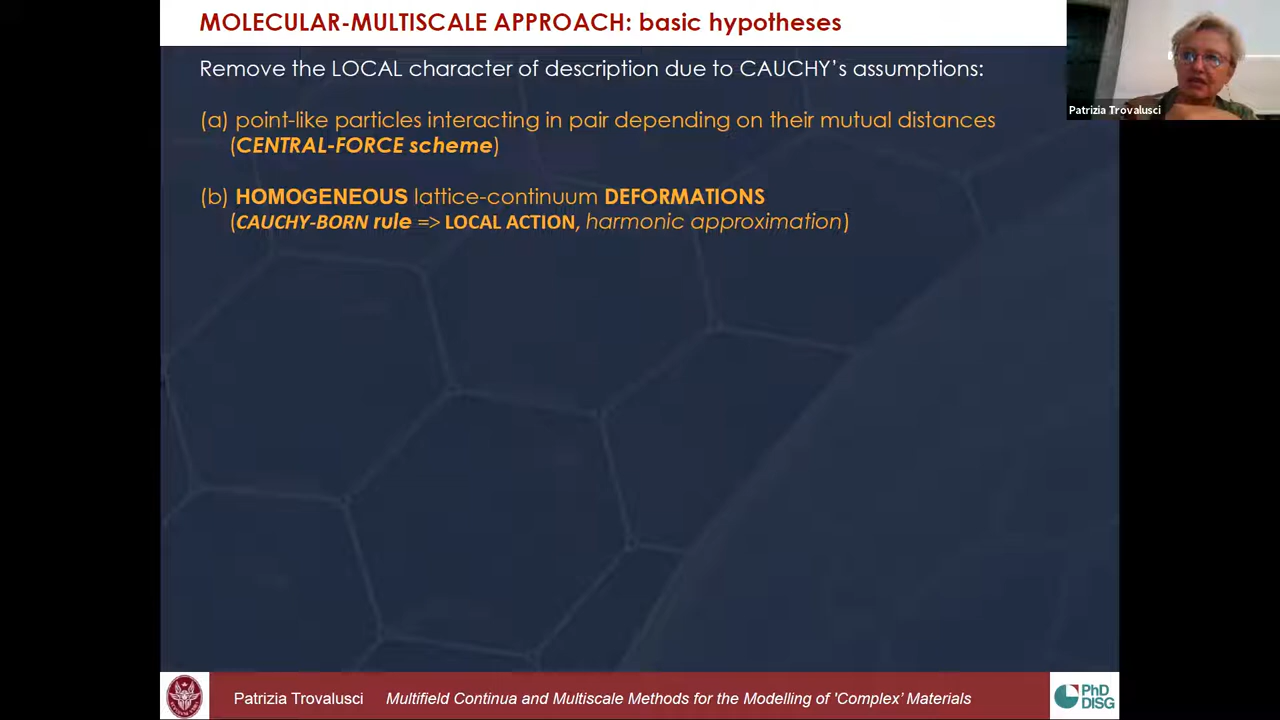 MOLECULAR-MULTISCALE APPROACH: basic hypotheses
Remove the LOCAL character of description due to CAUCHY's assumptions:
(a) point-like particles interacting in pair depending on their mutual distances
(CENTRAL-FORCE scheme)
(b) HOMOGENEOUS lattice-continuum DEFORMATIONS
(CAUCHY-BORN rule => LOCAL ACTION, harmonic approximation)
Patrizia Trovalusci
Patrizia Trovalusci Multifield Continua and Multiscale Methods for the Modelling of 'Complex' Materials
PhD
DISG